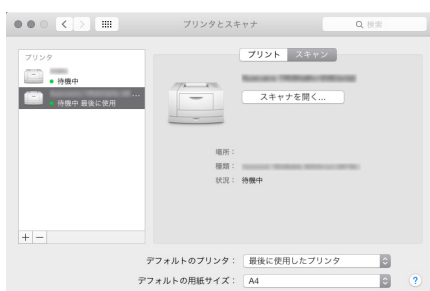 プリンタとスキャナ
検索
プリンタ
待機中
待機中 最後に使用
+ −
プリント スキャン
スキャナを開く...
場所：
種類：
状況： 待機中
デフォルトのプリンタ： 最後に使用したプリンタ
デフォルトの用紙サイズ： A4
?